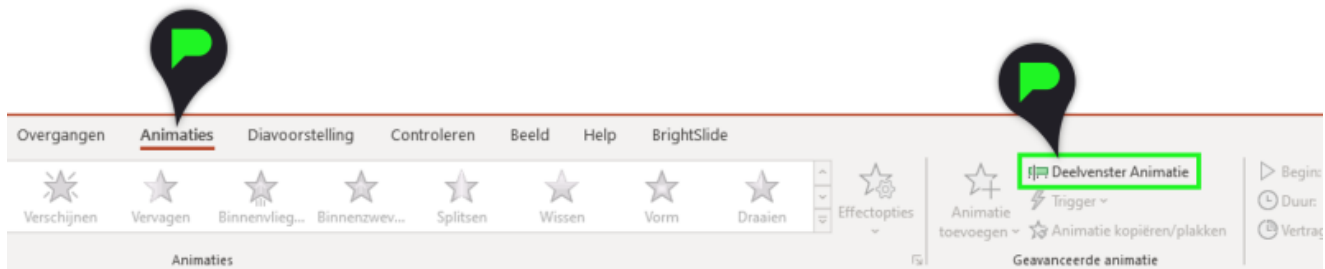 Overgangen Animaties Diavoorstelling Controleren Beeld Help BrightSlide
Verschijnen Vervagen Binnenvlieg... Binnenzwev... Splitsen Wissen Vorm Draaien
Effectopties
Animatie toevoegen
Deelvenster Animatie
Trigger
Animatie kopiëren/plakken
Begin:
Duur:
Vertrag
Animaties
Geavanceerde animatie